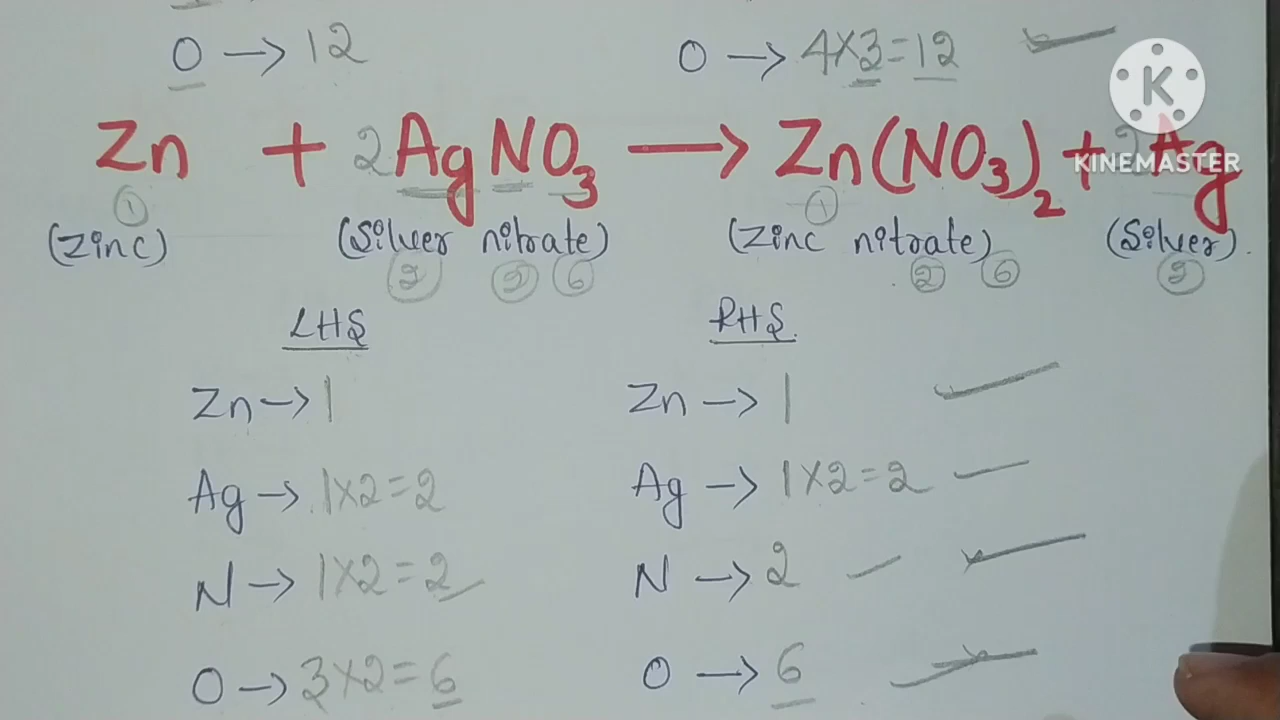 O → 12 O → 4×3=12
K
KINEMASTER
Zn + 2AgNO₃ → Zn(NO₃)₂ + 2Ag
① ①
(Zinc) (Silver nitrate) (Zinc nitrate) (Silver).
② ② ⑥ ② ⑥ ②
LHS RHS.
Zn → 1 Zn → 1
Ag → 1×2=2 Ag → 1×2=2
N → 1×2=2 N → 2
O → 3×2=6 O → 6